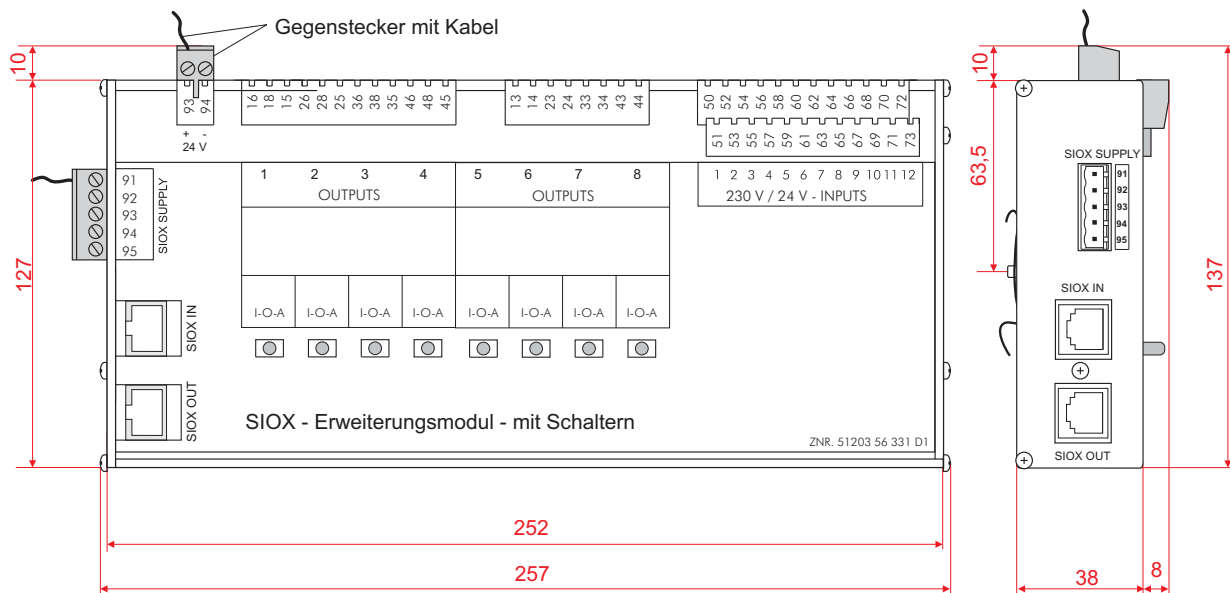 Gegenstecker mit Kabel
10
127
93 94
+ -
24 V
16 18 15 26 28 25 36 38 35 46 48 45
13 14 23 24 33 34 43 44
50 52 54 56 58 60 62 64 66 68 70 72
51 53 55 57 59 61 63 65 67 69 71 73
91
92
93
94
95
SIOX SUPPLY
1 2 3 4 5 6 7 8
OUTPUTS OUTPUTS
1 2 3 4 5 6 7 8 9 10 11 12
230 V / 24 V - INPUTS
I-O-A I-O-A I-O-A I-O-A I-O-A I-O-A I-O-A I-O-A
SIOX IN
SIOX OUT
SIOX - Erweiterungsmodul - mit Schaltern
ZNR. 51203 56 331 D1
252
257
10
63,5
137
SIOX SUPPLY
91
92
93
94
95
SIOX IN
SIOX OUT
38
8